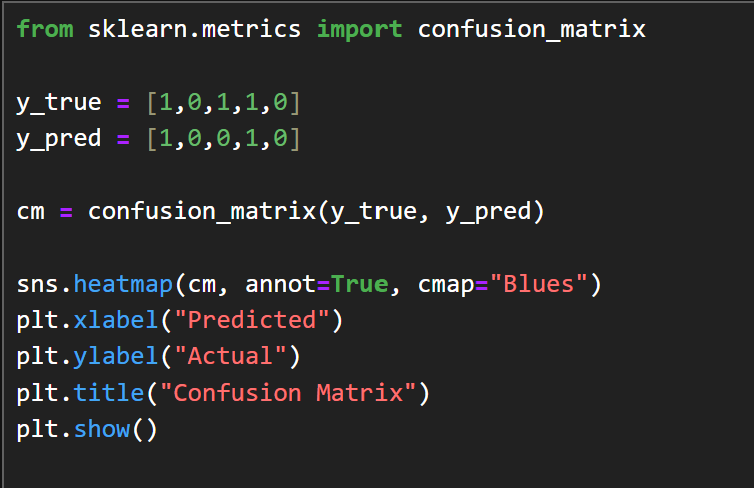 from sklearn.metrics import confusion_matrix
y_true = [1,0,1,1,0]
y_pred = [1,0,0,1,0]
cm = confusion_matrix(y_true, y_pred)
sns.heatmap(cm, annot=True, cmap="Blues")
plt.xlabel("Predicted")
plt.ylabel("Actual")
plt.title("Confusion Matrix")
plt.show()